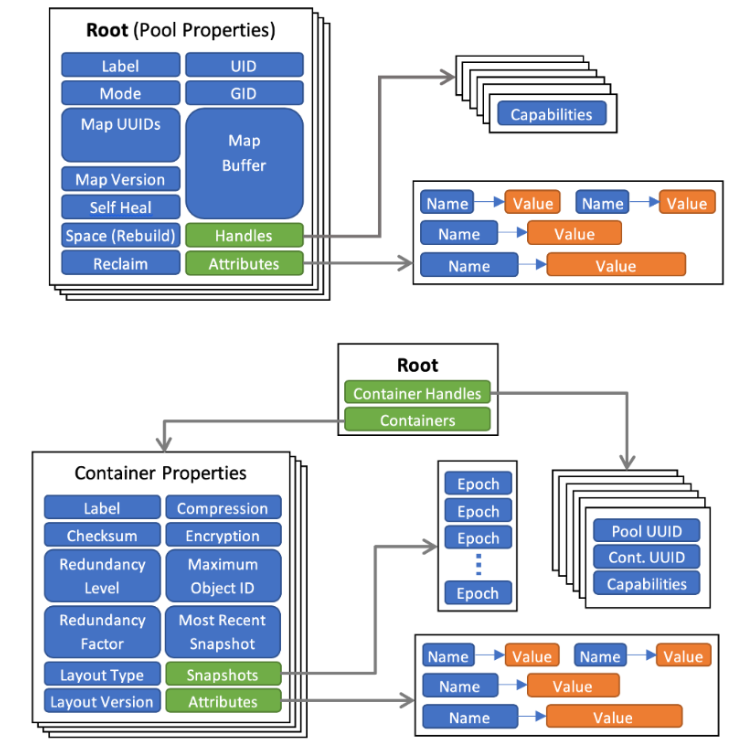 Root (Pool Properties)
Label
UID
Mode
GID
Map UUIDs
Map
Buffer
Map Version
Self Heal
Space (Rebuild)
Handles
Reclaim
Attributes
Capabilities
Name
Value
Name
Value
Name
Value
Name
Value
Root
Container Handles
Containers
Container Properties
Label
Compression
Checksum
Encryption
Redundancy
Level
Maximum
Object ID
Redundancy
Factor
Most Recent
Snapshot
Layout Type
Snapshots
Layout Version
Attributes
Epoch
Epoch
Epoch
Epoch
Pool UUID
Cont. UUID
Capabilities
Name
Value
Name
Value
Name
Value
Name
Value